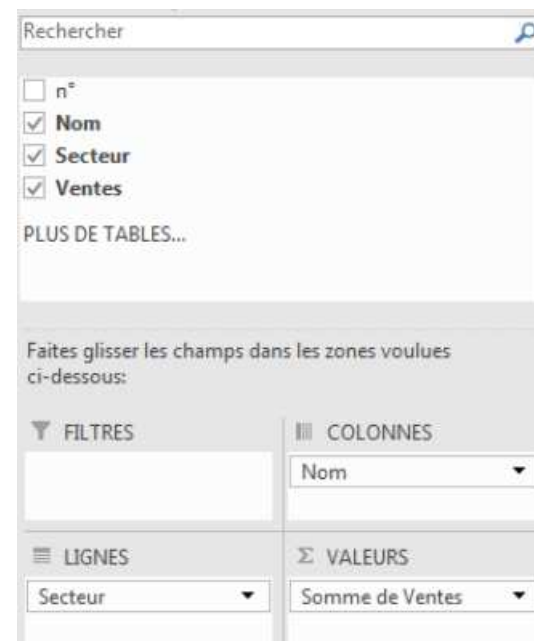 Rechercher
n°
Nom
Secteur
Ventes
PLUS DE TABLES...
Faites glisser les champs dans les zones voulues
ci-dessous:
FILTRES
COLONNES
Nom
LIGNES
Σ VALEURS
Secteur
Somme de Ventes